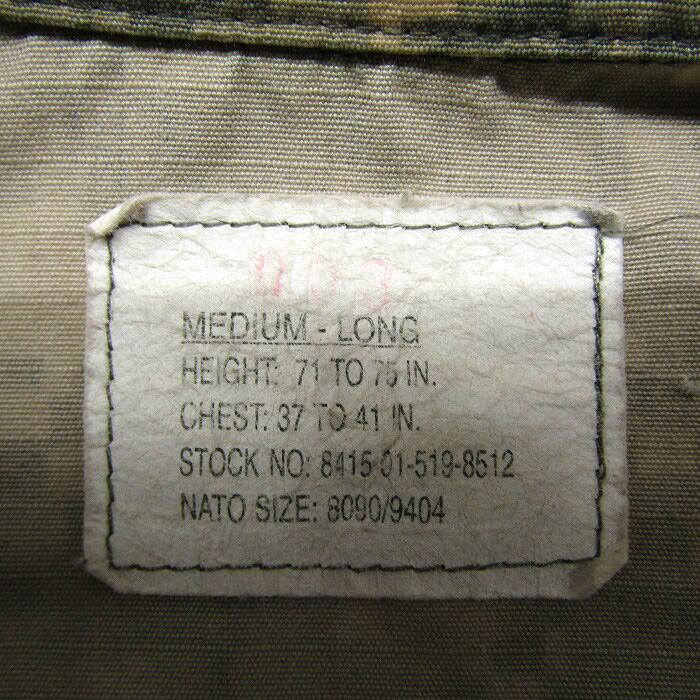 MEDIUM - LONG
HEIGHT: 71 TO 75 IN.
CHEST: 37 TO 41 IN.
STOCK NO: 8415-01-519-8512
NATO SIZE: 8090/9404